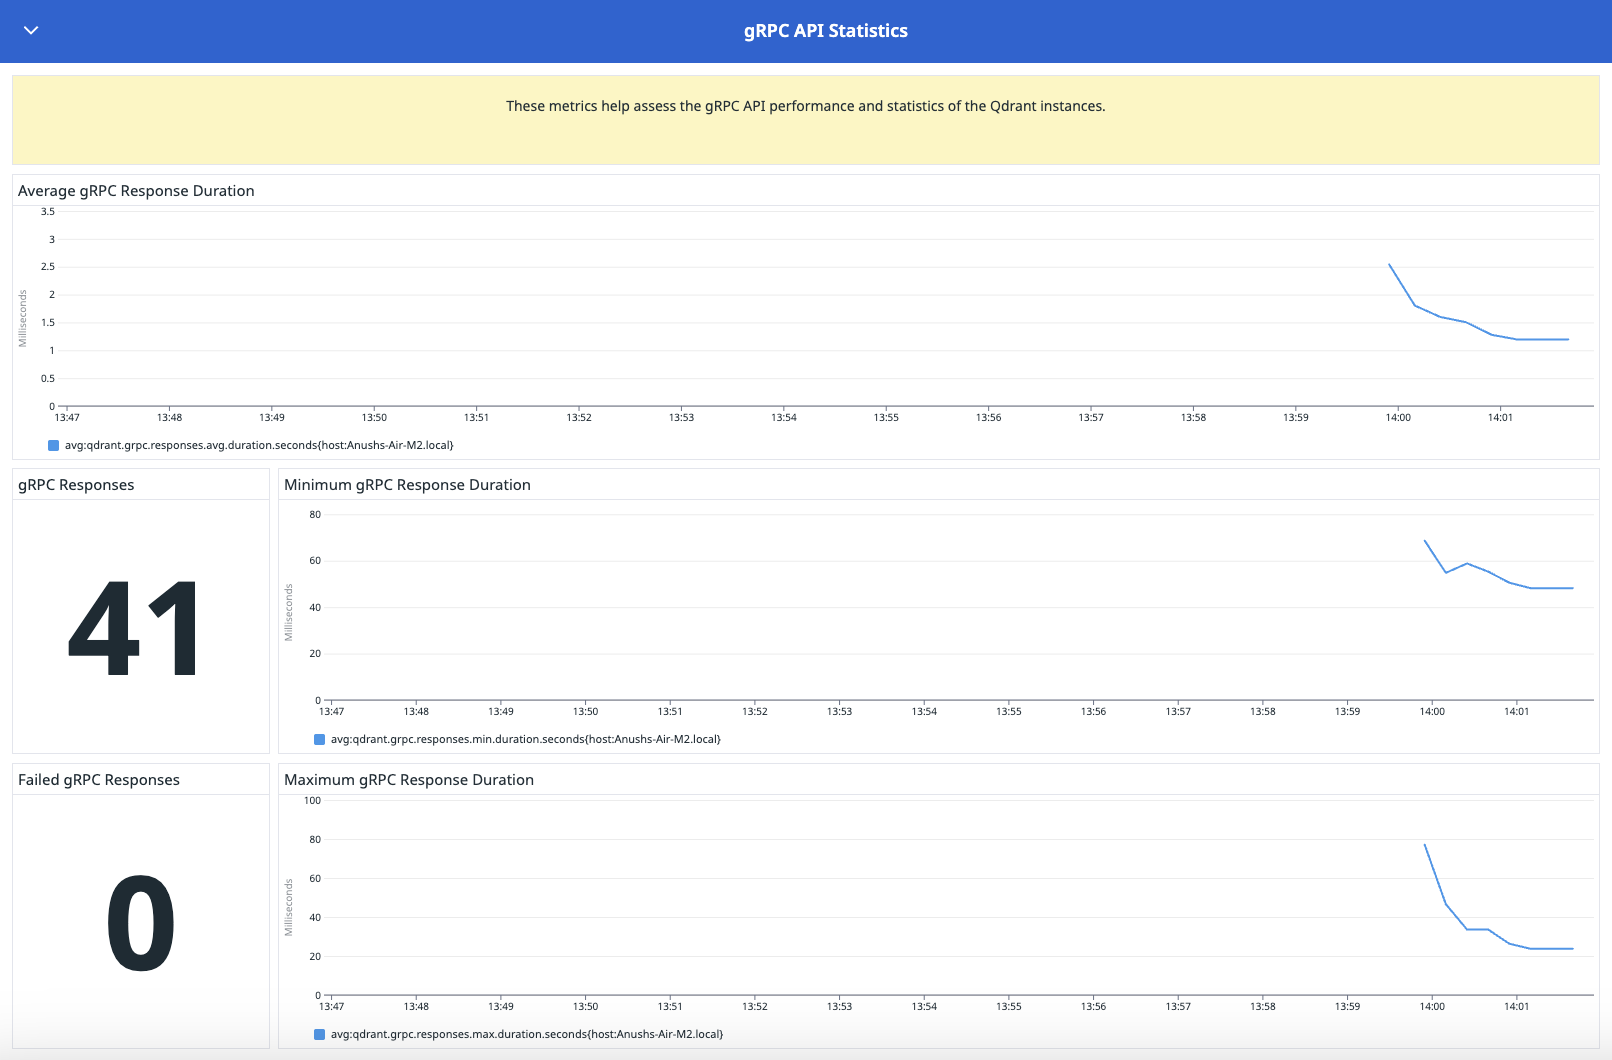 gRPC API Statistics
These metrics help assess the gRPC API performance and statistics of the Qdrant instances.
Average gRPC Response Duration
3.5
3
2.5
2
1.5
1
0.5
0
Milliseconds
13:47 13:48 13:49 13:50 13:51 13:52 13:53 13:54 13:55 13:56 13:57 13:58 13:59 14:00 14:01
avg:qdrant.grpc.responses.avg.duration.seconds{host:Anushs-Air-M2.local}
gRPC Responses
41
Minimum gRPC Response Duration
80
60
40
20
0
Milliseconds
13:47 13:48 13:49 13:50 13:51 13:52 13:53 13:54 13:55 13:56 13:57 13:58 13:59 14:00 14:01
avg:qdrant.grpc.responses.min.duration.seconds{host:Anushs-Air-M2.local}
Failed gRPC Responses
0
Maximum gRPC Response Duration
100
80
60
40
20
0
Milliseconds
13:47 13:48 13:49 13:50 13:51 13:52 13:53 13:54 13:55 13:56 13:57 13:58 13:59 14:00 14:01
avg:qdrant.grpc.responses.max.duration.seconds{host:Anushs-Air-M2.local}